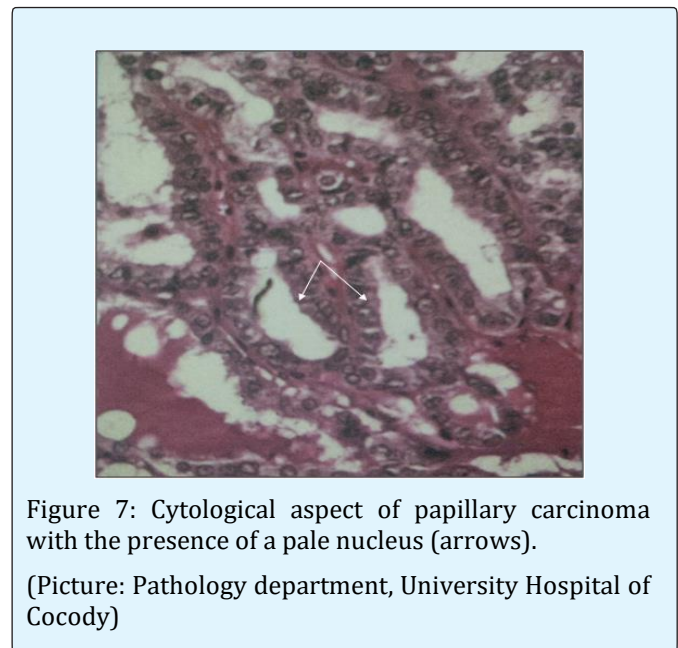 Figure 7: Cytological aspect of papillary carcinoma
with the presence of a pale nucleus (arrows).
(Picture: Pathology department, University Hospital of
Cocody)